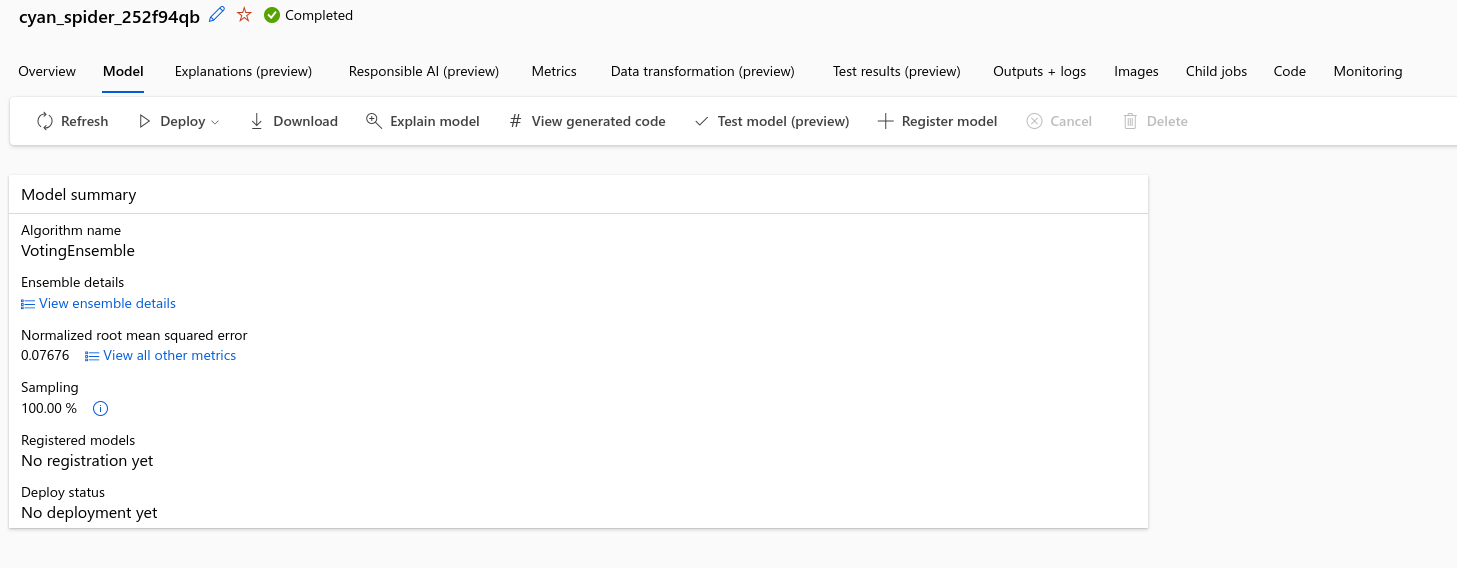 cyan_spider_252f94qb Completed
Overview Model Explanations (preview) Responsible AI (preview) Metrics Data transformation (preview) Test results (preview) Outputs + logs Images Child jobs Code Monitoring
Refresh Deploy Download Explain model # View generated code Test model (preview) Register model Cancel Delete
Model summary
Algorithm name
VotingEnsemble
Ensemble details
View ensemble details
Normalized root mean squared error
0.07676 View all other metrics
Sampling
100.00 %
Registered models
No registration yet
Deploy status
No deployment yet